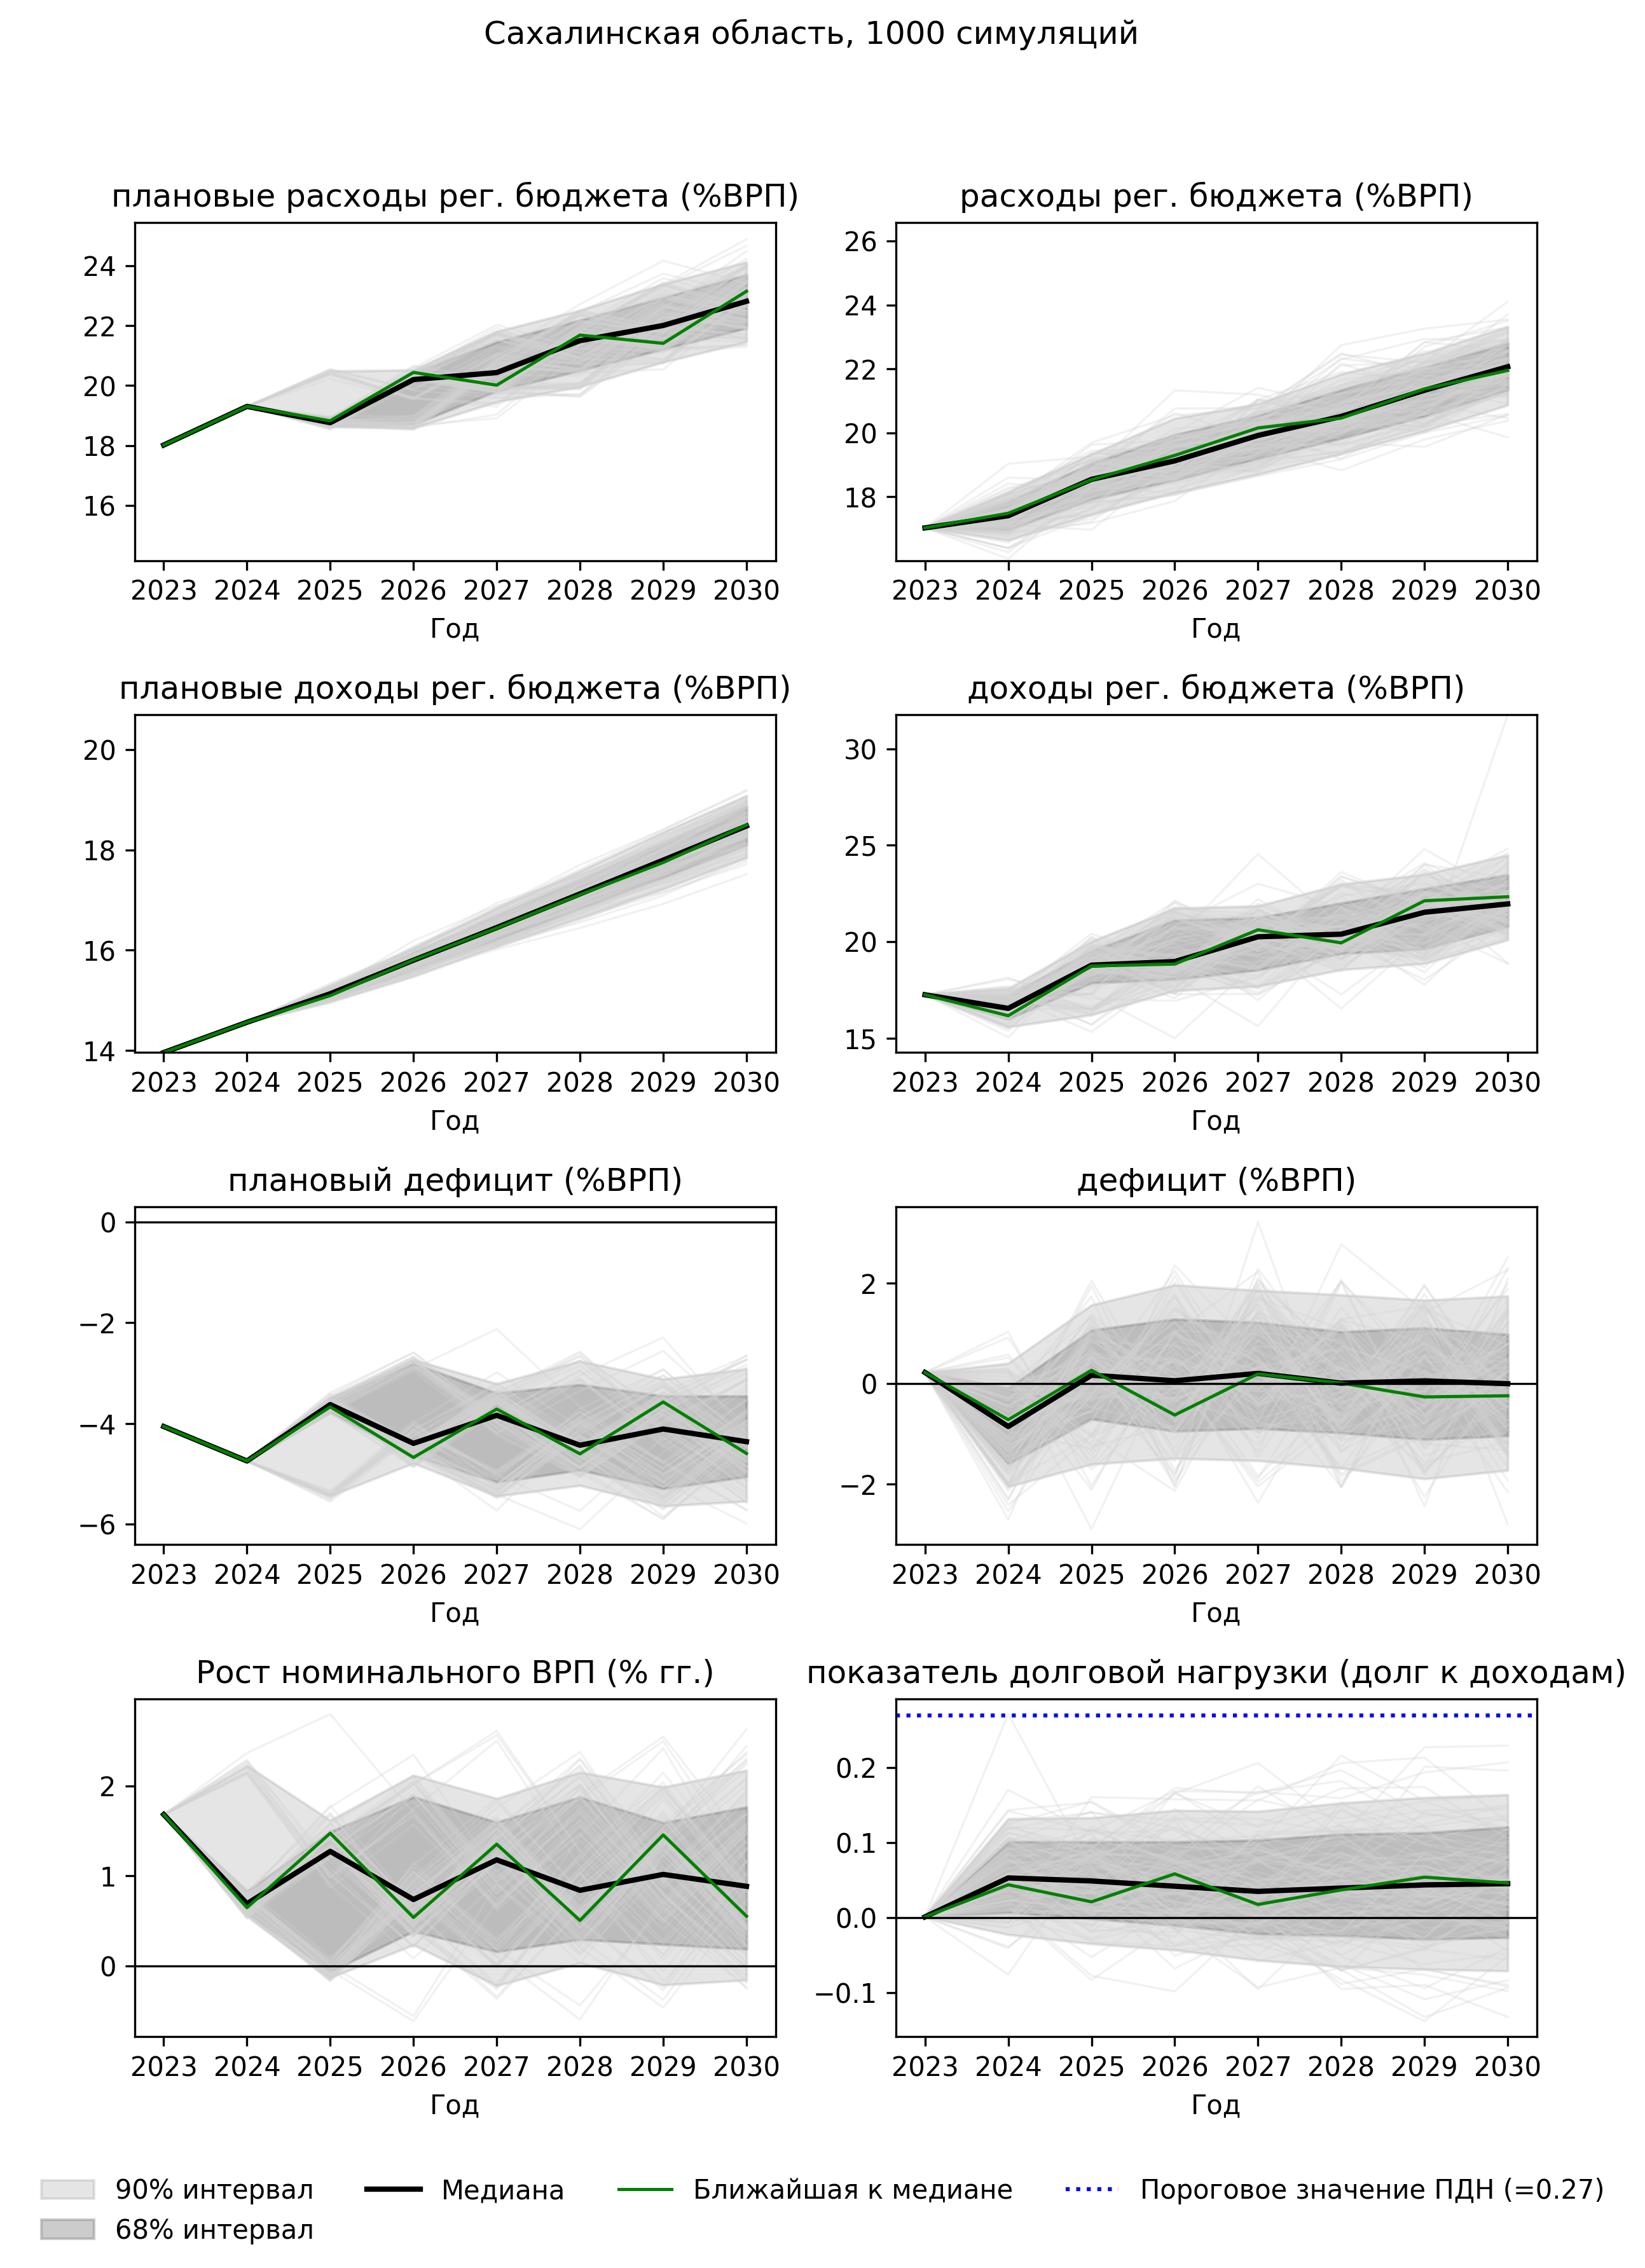 Сахалинская область, 1000 симуляций
плановые расходы рег. бюджета (%ВРП)
24
22
20
18
16
2023 2024 2025 2026 2027 2028 2029 2030
Год
расходы рег. бюджета (%ВРП)
26
24
22
20
18
2023 2024 2025 2026 2027 2028 2029 2030
Год
плановые доходы рег. бюджета (%ВРП)
20
18
16
14
2023 2024 2025 2026 2027 2028 2029 2030
Год
доходы рег. бюджета (%ВРП)
30
25
20
15
2023 2024 2025 2026 2027 2028 2029 2030
Год
плановый дефицит (%ВРП)
0
−2
−4
−6
2023 2024 2025 2026 2027 2028 2029 2030
Год
дефицит (%ВРП)
2
0
−2
2023 2024 2025 2026 2027 2028 2029 2030
Год
Рост номинального ВРП (% гг.)
2
1
0
2023 2024 2025 2026 2027 2028 2029 2030
Год
показатель долговой нагрузки (долг к доходам)
0.2
0.1
0.0
−0.1
2023 2024 2025 2026 2027 2028 2029 2030
Год
90% интервал
68% интервал
Медиана
Ближайшая к медиане
Пороговое значение ПДН (=0.27)